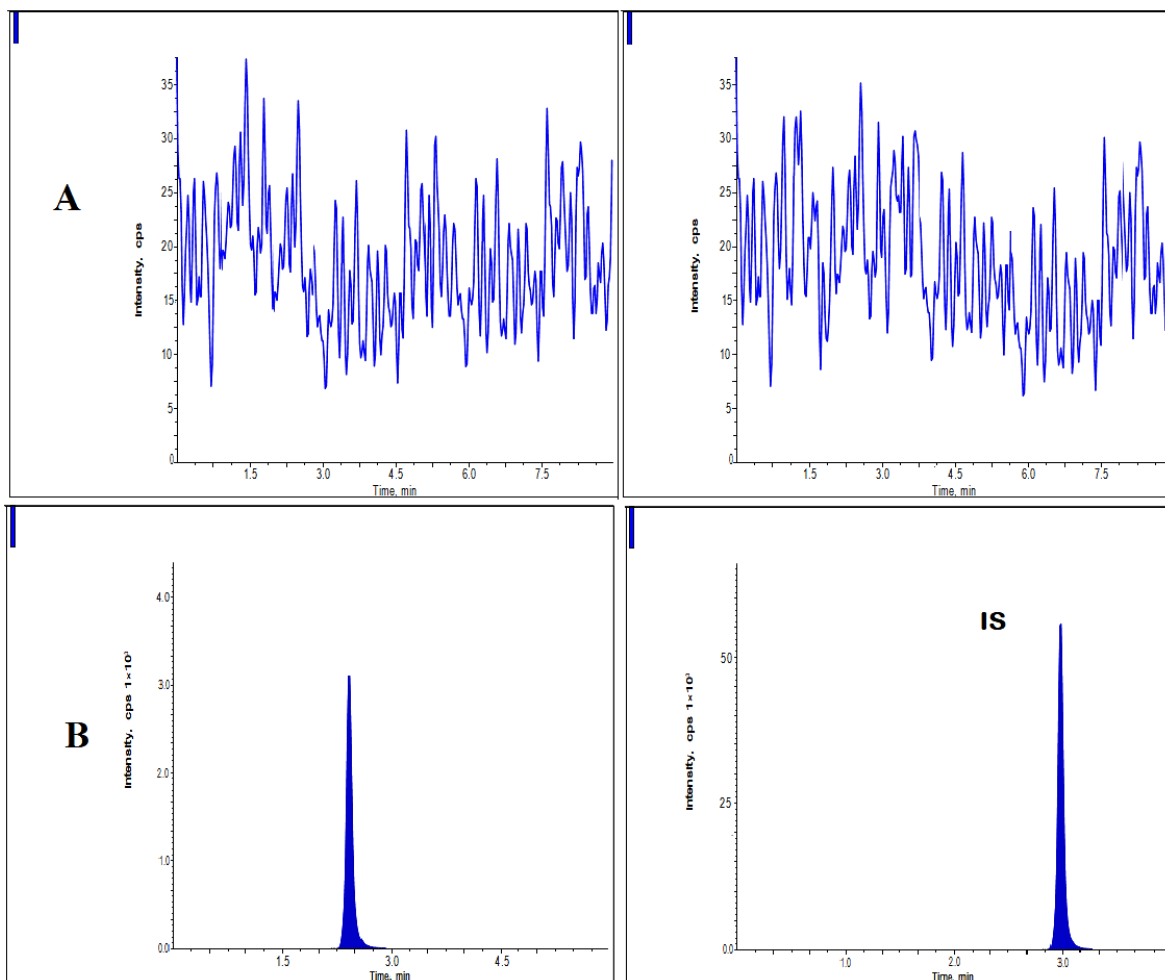 A
Intensity, cps
35
30
25
20
15
10
5
0
1.5 3.0 4.5 6.0 7.5
Time, min
Intensity, cps
35
30
25
20
15
10
5
0
1.5 3.0 4.5 6.0 7.5
Time, min
B
Intensity, cps 1×10³
4.0
3.0
2.0
1.0
0.0
1.5 3.0 4.5
Time, min
IS
Intensity, cps 1×10³
50
25
0.0
1.0 2.0 3.0
Time, min